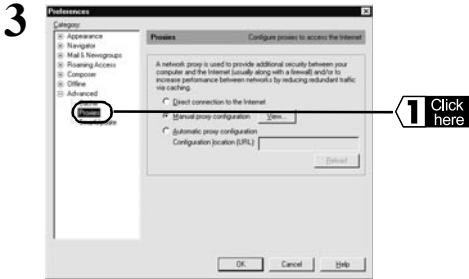 3
Preferences
Category:
Appearance
Navigator
Mail & Newsgroups
Roaming Access
Composer
Offline
Advanced
Proxies
Proxies Configure proxies to access the Internet
A network proxy is used to provide additional security between your
computer and the Internet (usually along with a firewall) and/or to
increase performance between networks by reducing redundant traffic
via caching.
Direct connection to the Internet
Manual proxy configuration View...
Automatic proxy configuration
Configuration location (URL):
Reload
OK Cancel Help
1 Click
here